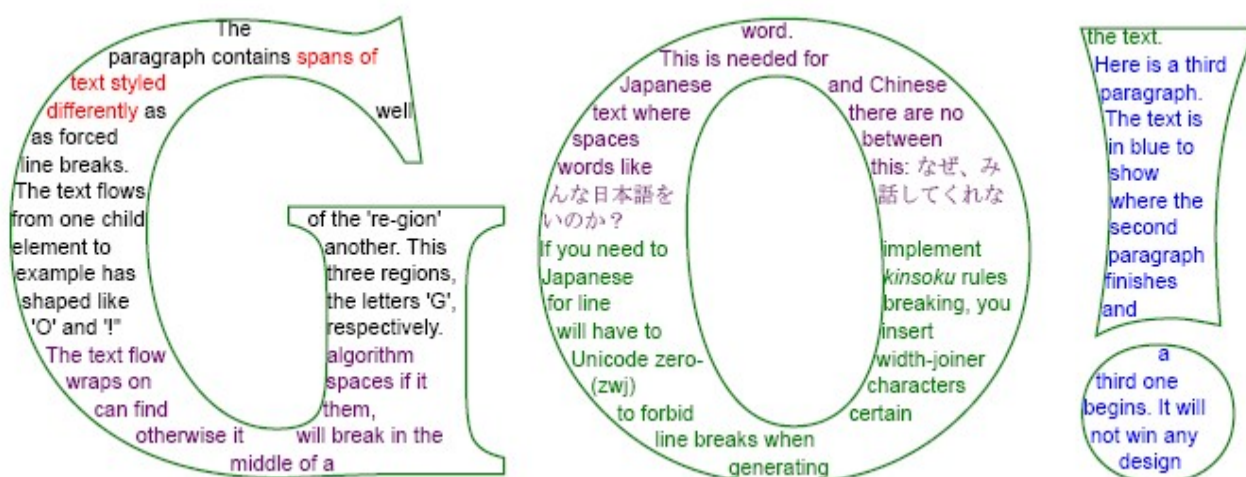 The
paragraph contains spans of
text styled
differently as well
as forced
line breaks.
The text flows
from one child of the 're-gion'
element to another. This
example has three regions,
shaped like the letters 'G',
'O' and '!" respectively.
The text flow algorithm
wraps on spaces if it
can find them,
otherwise it will break in the
middle of a
word.
This is needed for
Japanese and Chinese
text where there are no
spaces between
words like this: なぜ、み
んな日本語を 話してくれな
いのか？
If you need to implement
Japanese kinsoku rules
for line breaking, you
will have to insert
Unicode zero- width-joiner
(zwj) characters
to forbid certain
line breaks when
generating
the text.
Here is a third
paragraph.
The text is
in blue to
show
where the
second
paragraph
finishes
and
a
third one
begins. It will
not win any
design